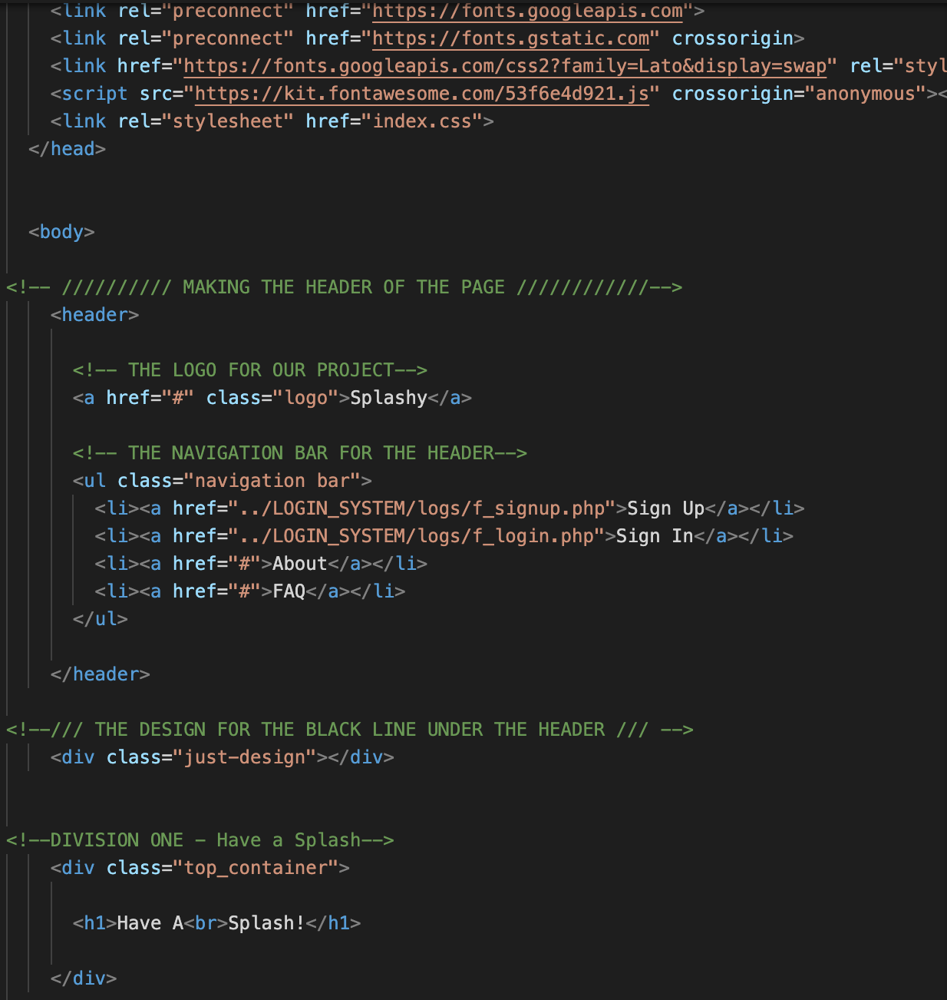 <link rel="preconnect" href="https://fonts.googleapis.com">
<link rel="preconnect" href="https://fonts.gstatic.com" crossorigin>
<link href="https://fonts.googleapis.com/css2?family=Lato&display=swap" rel="styl
<script src="https://kit.fontawesome.com/53f6e4d921.js" crossorigin="anonymous"><
<link rel="stylesheet" href="index.css">
</head>
<body>
<!-- ////////// MAKING THE HEADER OF THE PAGE ////////////-->
<header>
<!-- THE LOGO FOR OUR PROJECT-->
<a href="#" class="logo">Splashy</a>
<!-- THE NAVIGATION BAR FOR THE HEADER-->
<ul class="navigation bar">
<li><a href="../LOGIN_SYSTEM/logs/f_signup.php">Sign Up</a></li>
<li><a href="../LOGIN_SYSTEM/logs/f_login.php">Sign In</a></li>
<li><a href="#">About</a></li>
<li><a href="#">FAQ</a></li>
</ul>
</header>
<!--/// THE DESIGN FOR THE BLACK LINE UNDER THE HEADER /// -->
<div class="just-design"></div>
<!--DIVISION ONE - Have a Splash-->
<div class="top_container">
<h1>Have A<br>Splash!</h1>
</div>